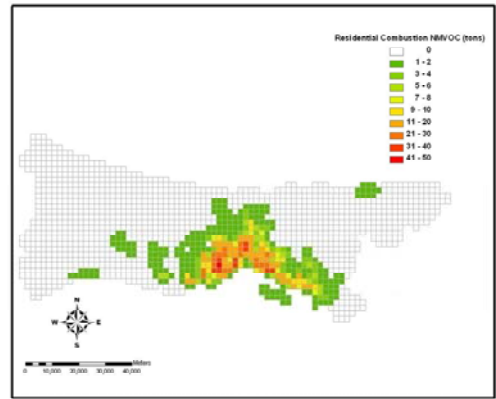 Residential Combustion NMVOC (tons)
0
1 - 2
3 - 4
5 - 6
7 - 8
9 - 10
11 - 20
21 - 30
31 - 40
41 - 50
N
W E
S
Meters
0 10,000 20,000 30,000 40,000